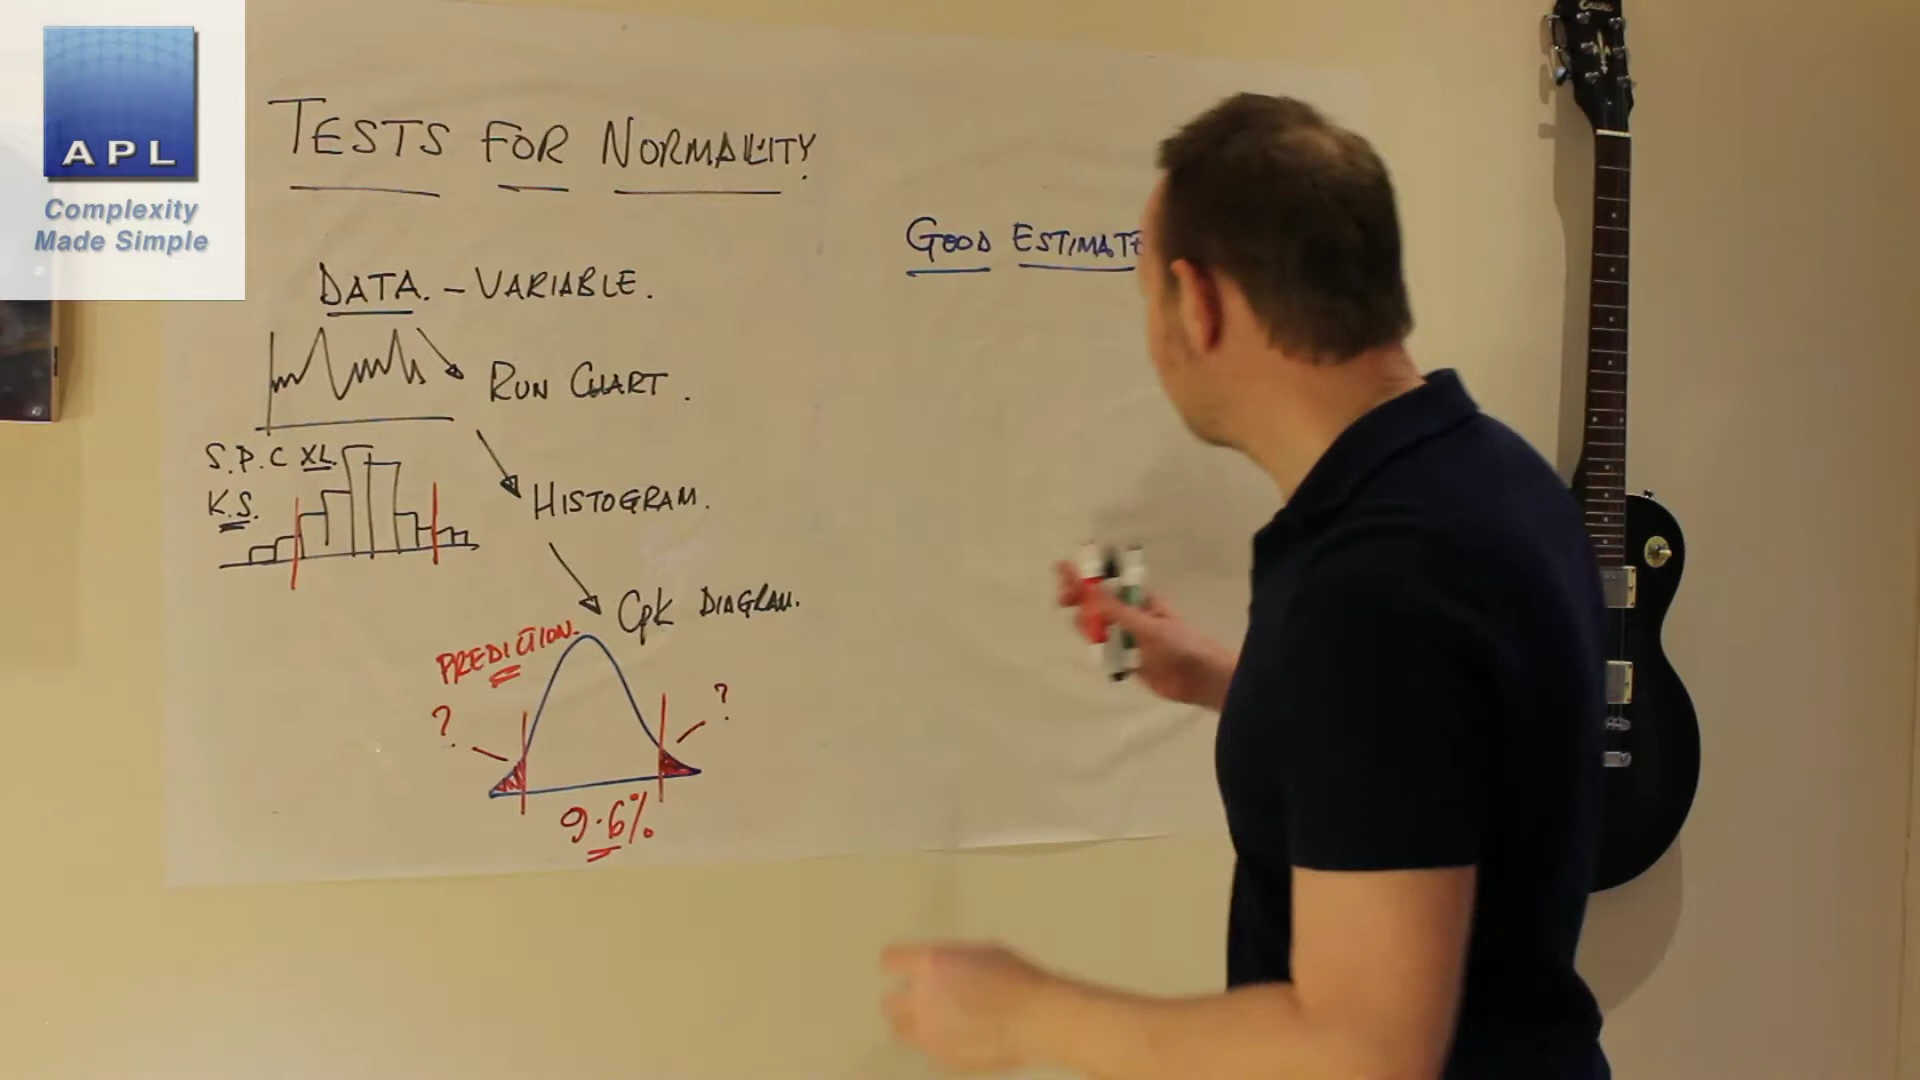 APL
Complexity
Made Simple
TESTS FOR NORMALITY.
GOOD ESTIMATE
DATA. - VARIABLE.
RUN CHART.
S.P.C XL.
K.S.
HISTOGRAM.
Cpk DIAGRAM.
PREDICTION.
?
?
9.6%